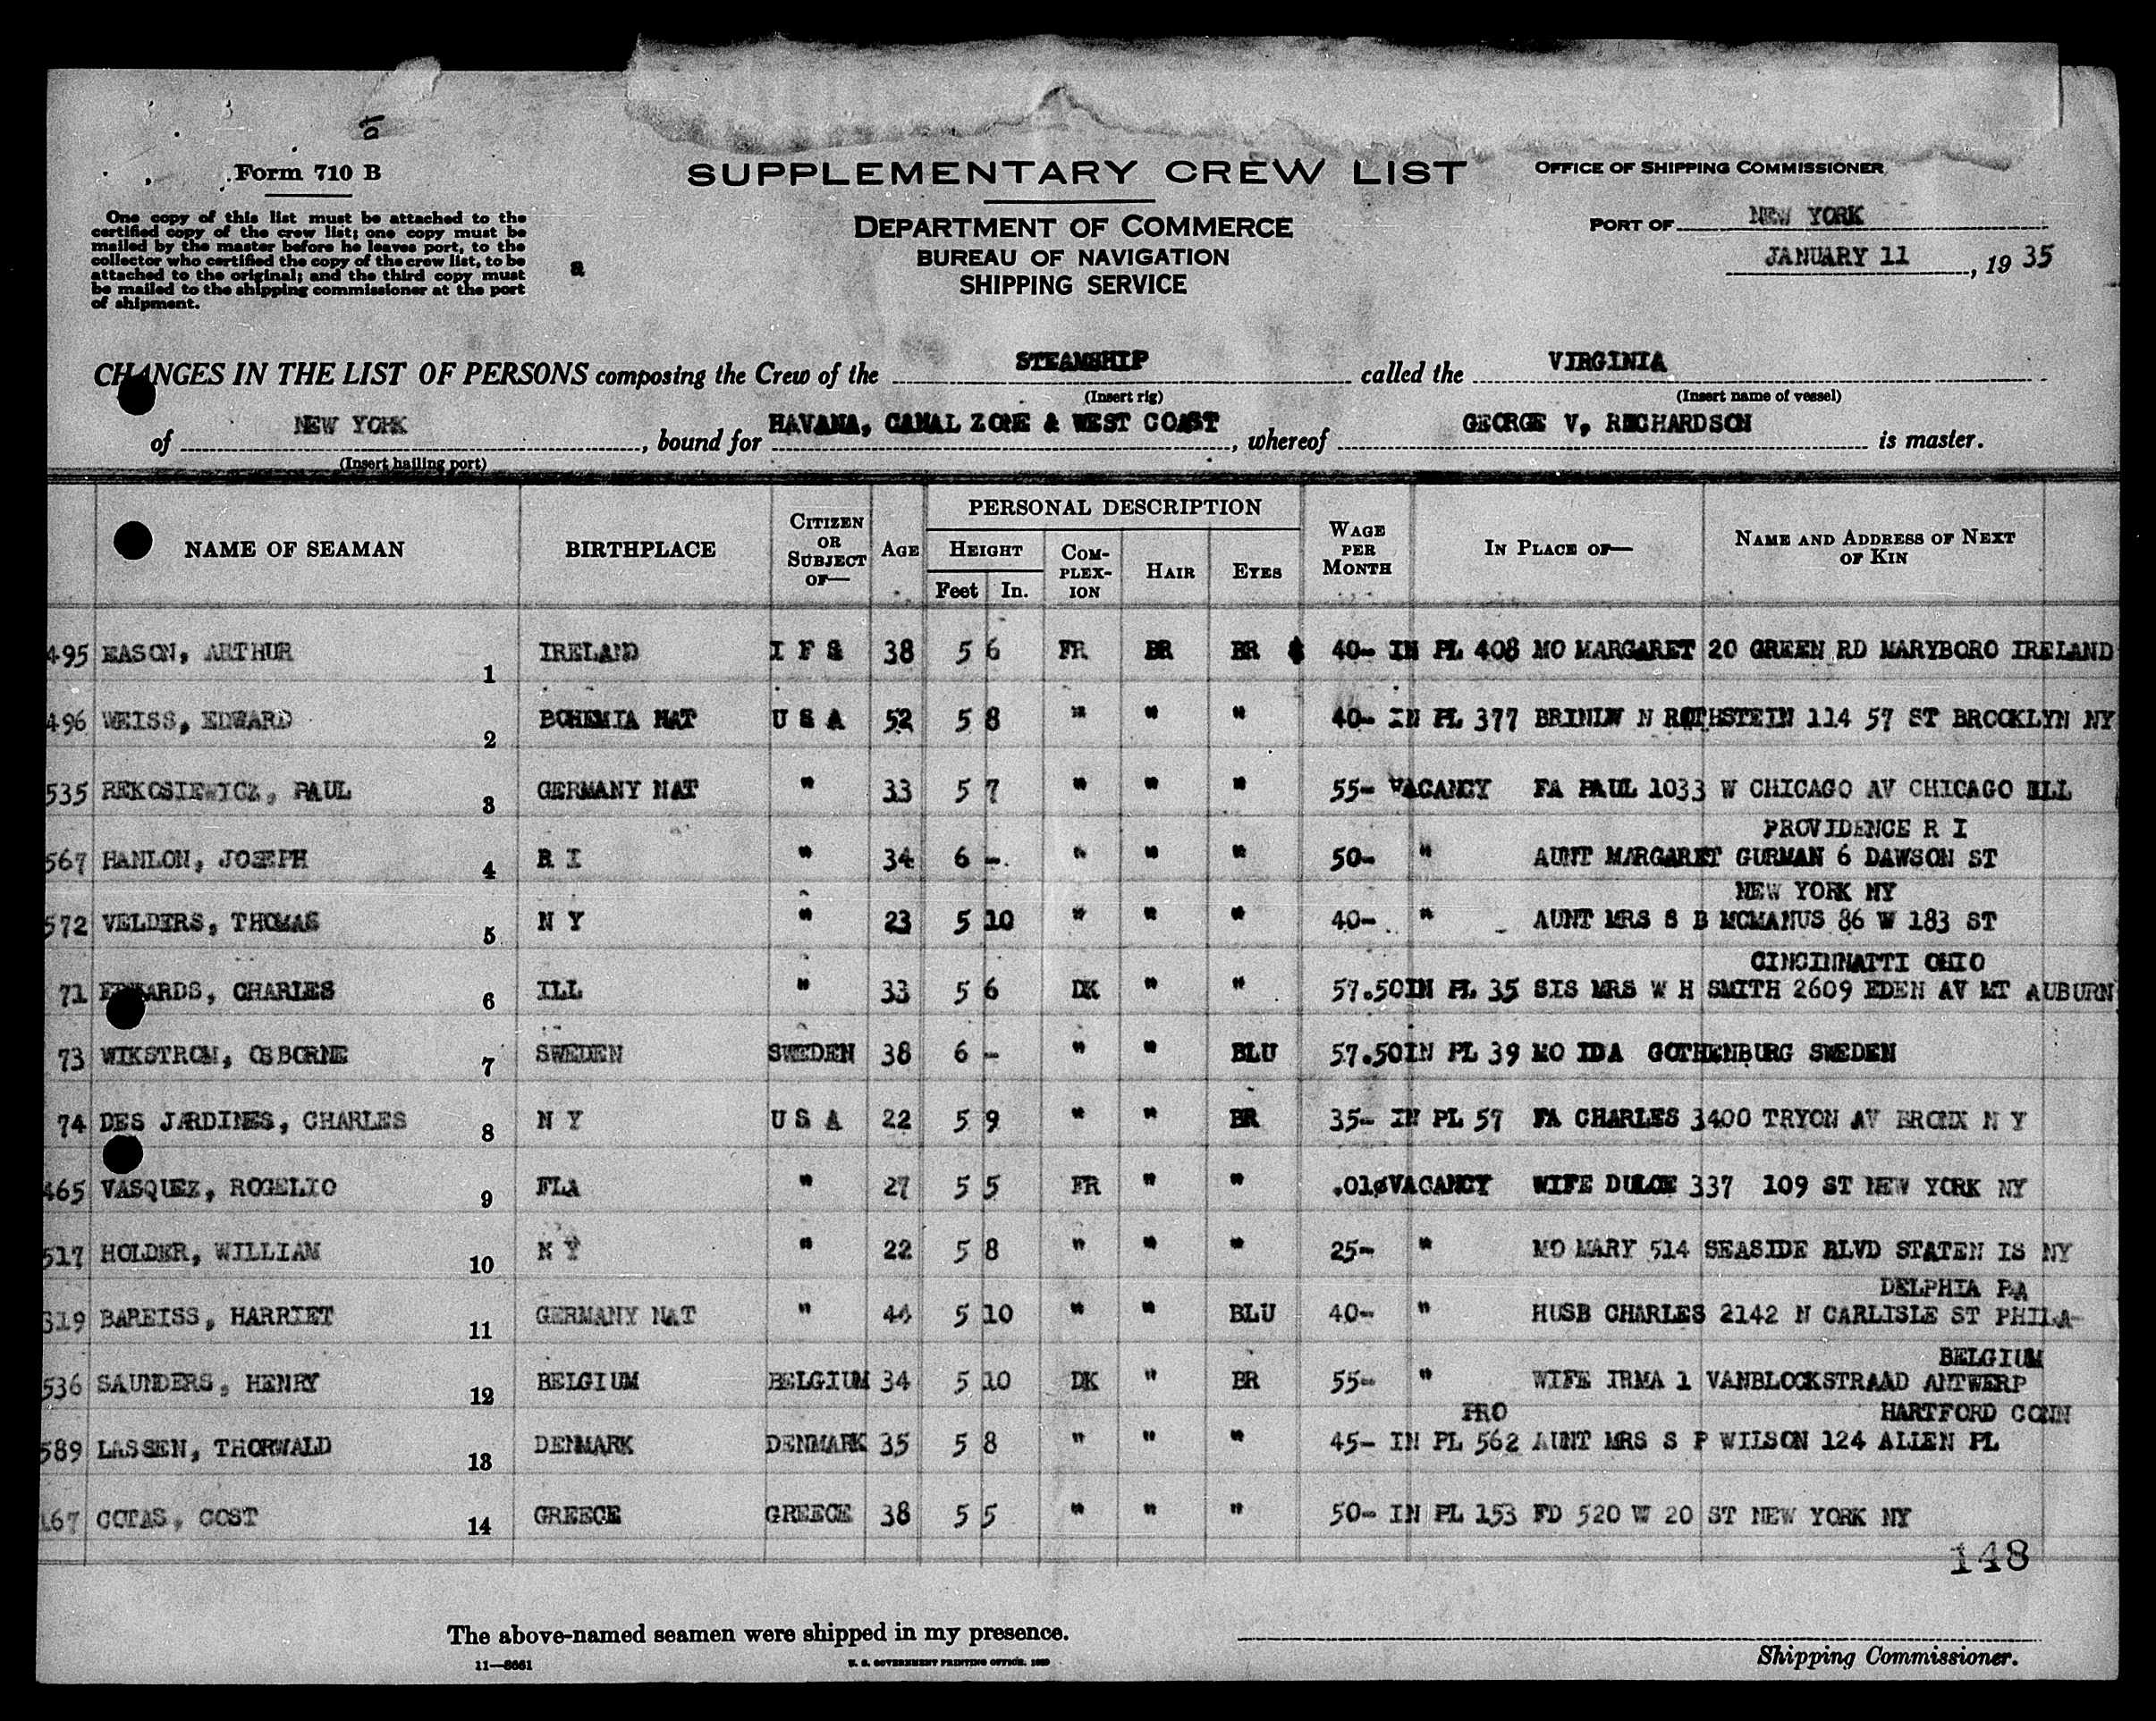 Form 710 B
SUPPLEMENTARY CREW LIST
OFFICE OF SHIPPING COMMISSIONER
One copy of this list must be attached to the
certified copy of the crew list; one copy must be
mailed by the master before he leaves port, to the
collector who certified the copy of the crew list, to be
attached to the original; and the third copy must
be mailed to the shipping commissioner at the port
of shipment.
DEPARTMENT OF COMMERCE
BUREAU OF NAVIGATION
SHIPPING SERVICE
PORT OF NEW YORK
JANUARY 11, 1935
CHANGES IN THE LIST OF PERSONS composing the Crew of the STEAMSHIP called the VIRGINIA
(Insert rig) (Insert name of vessel)
of NEW YORK, bound for HAVANA, CANAL ZONE & WEST COAST, whereof GEORGE V, RICHARDSON is master.
(Insert hailing port)
NAME OF SEAMAN BIRTHPLACE CITIZEN OR SUBJECT OF— AGE PERSONAL DESCRIPTION HEIGHT Feet In. COMPLEXION HAIR EYES WAGE PER MONTH IN PLACE OF— NAME AND ADDRESS OF NEXT OF KIN
495 EASON, ARTHUR 1 IRELAND I F S 38 5 6 FR BR BR $ 40- IN PL 408 MO MARGARET 20 GREEN RD MARYBORO IRELAND
496 WEISS, EDWARD 2 BOHEMIA NAT U S A 52 5 8 " " " 40- IN PL 377 N ROTHSTEIN 114 57 ST BROOKLYN NY
535 REKOSIEWICZ, PAUL 3 GERMANY NAT " 33 5 7 " " " 55- VACANCY FA PAUL 1033 W CHICAGO AV CHICAGO ILL
PROVIDENCE R I
567 HANLON, JOSEPH 4 R I " 34 6 - " " " 50- " AUNT MARGARET GURMAN 6 DAWSON ST
NEW YORK NY
572 VELDERS, THOMAS 5 N Y " 23 5 10 " " " 40- " AUNT MRS S B MCMANUS 86 W 183 ST
CINCINNATTI OHIO
71 EDWARDS, CHARLES 6 ILL " 33 5 6 DK " " 57.50 IN PL 35 SIS MRS W H SMITH 2609 EDEN AV MT AUBURN
73 WIKSTROM, OSBORNE 7 SWEDEN SWEDEN 38 6 - " " BLU 57.50 IN PL 39 MO IDA GOTHENBURG SWEDEN
74 DES JARDINES, CHARLES 8 N Y U S A 22 5 9 " " BR 35- IN PL 57 FA CHARLES 3400 TRYON AV BRONX N Y
465 VASQUEZ, ROGELIO 9 FLA " 27 5 5 FR " " .01¢ VACANCY WIFE DULCE 337 109 ST NEW YORK NY
517 HOLDER, WILLIAM 10 N Y " 22 5 8 " " " 25- " MO MARY 514 SEASIDE BLVD STATEN IS NY
DELPHIA PA
319 BAREISS, HARRIET 11 GERMANY NAT " 44 5 10 " " BLU 40- " HUSB CHARLES 2142 N CARLISLE ST PHILA-
BELGIUM
536 SAUNDERS, HENRY 12 BELGIUM BELGIUM 34 5 10 DK " BR 55- " WIFE IRMA 1 VANBLOCKSTRAAD ANTWERP
PRO HARTFORD CONN
589 LASSEN, THORWALD 13 DENMARK DENMARK 35 5 8 " " " 45- IN PL 562 AUNT MRS S P WILSON 124 ALLEN PL
167 COTAS, COST 14 GREECE GREECE 38 5 5 " " " 50- IN PL 153 FD 520 W 20 ST NEW YORK NY
148
The above-named seamen were shipped in my presence.
Shipping Commissioner.
11—8661